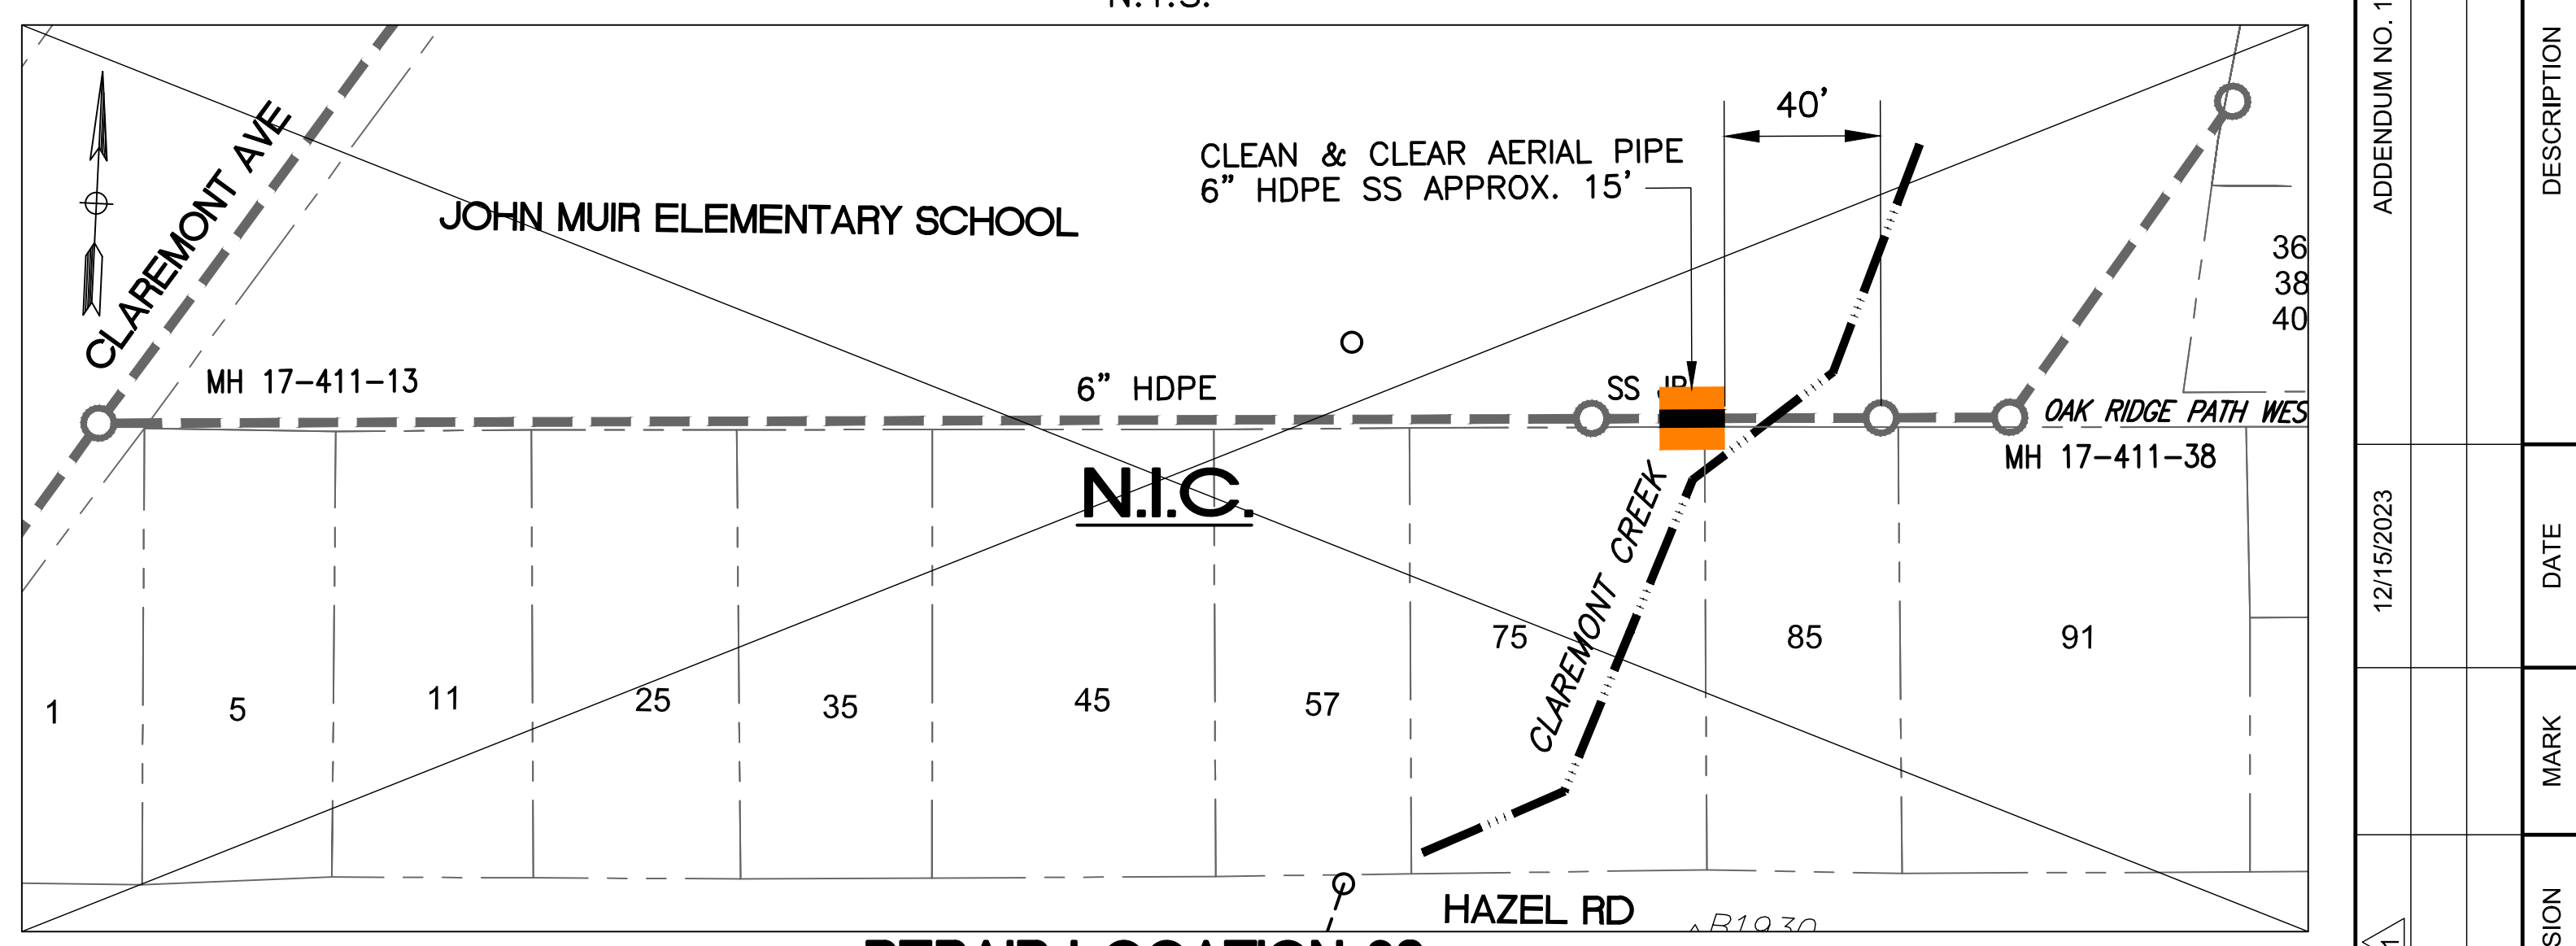 N.T.S.
40'
CLEAN & CLEAR AERIAL PIPE
6" HDPE SS APPROX. 15'
CLAREMONT AVE
JOHN MUIR ELEMENTARY SCHOOL
36
38
40
MH 17-411-13
6" HDPE
SS
OAK RIDGE PATH WES
MH 17-411-38
N.I.C.
CLAREMONT CREEK
1
5
11
25
35
45
57
75
85
91
HAZEL RD
B1930
ADDENDUM NO. 1
DESCRIPTION
12/15/2023
DATE
MARK
SION
1